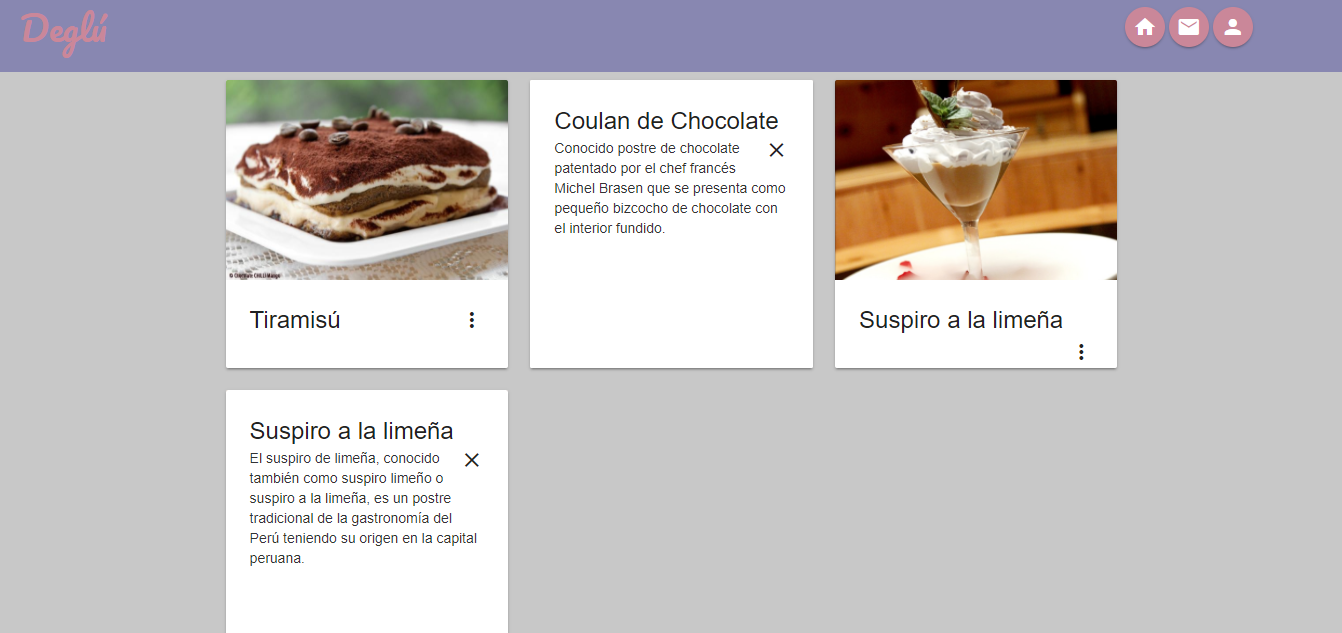 Deglú
Coulan de Chocolate
Conocido postre de chocolate
patentado por el chef francés
Michel Brasen que se presenta como
pequeño bizcocho de chocolate con
el interior fundido.
Tiramisú
Suspiro a la limeña
Suspiro a la limeña
El suspiro de limeña, conocido
también como suspiro limeño o
suspiro a la limeña, es un postre
tradicional de la gastronomía del
Perú teniendo su origen en la capital
peruana.